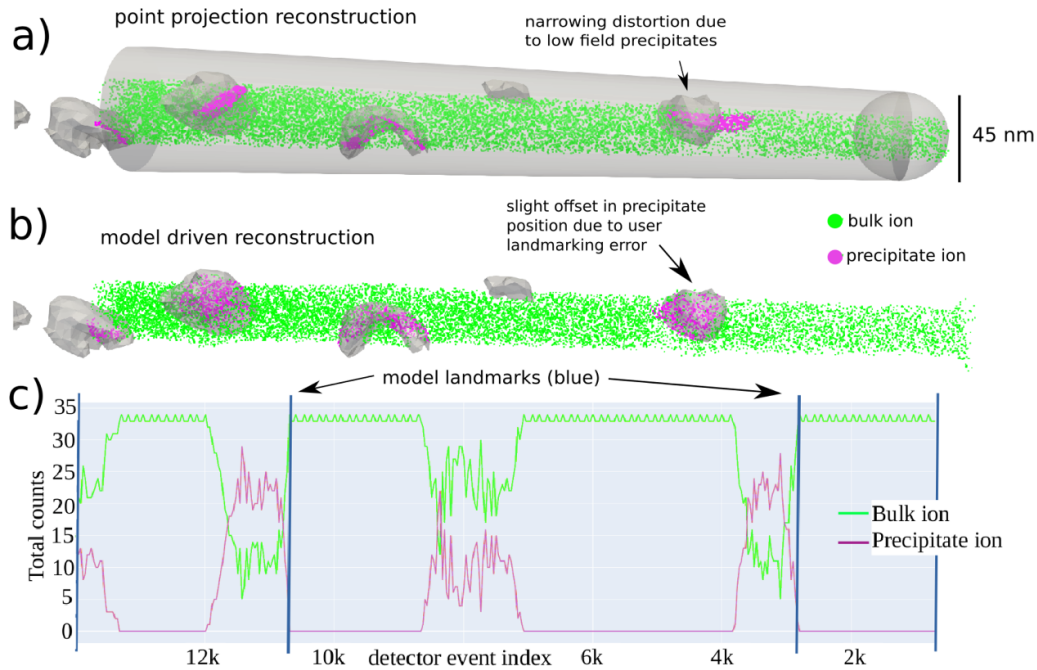 a)
point projection reconstruction
narrowing distortion due
to low field precipitates
45 nm
b)
model driven reconstruction
slight offset in precipitate
position due to user
landmarking error
bulk ion
precipitate ion
model landmarks (blue)
c)
35
30
25
20
15
10
5
0
Total counts
Bulk ion
Precipitate ion
12k
10k
detector event index
6k
4k
2k